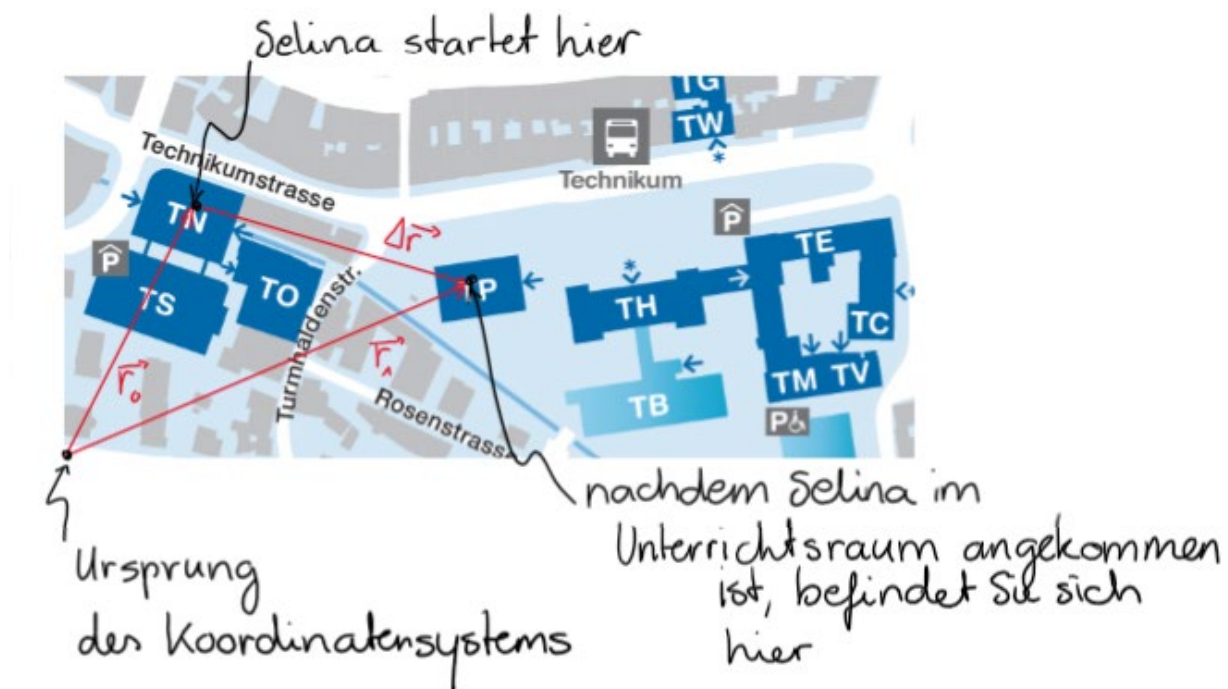 Selina startet hier
TG
TW
*
Technikumstrasse
Technikum
P
TN
Δr
TE
P
TO
TP
*
TS
TH
TC
Turmhaldenstr.
r₀
r₁
TM TV
TB
Rosenstrass
P
nachdem Selina im
Unterrichtsraum angekommen
ist, befindet Sie sich
hier
Ursprung
des Koordinatensystems